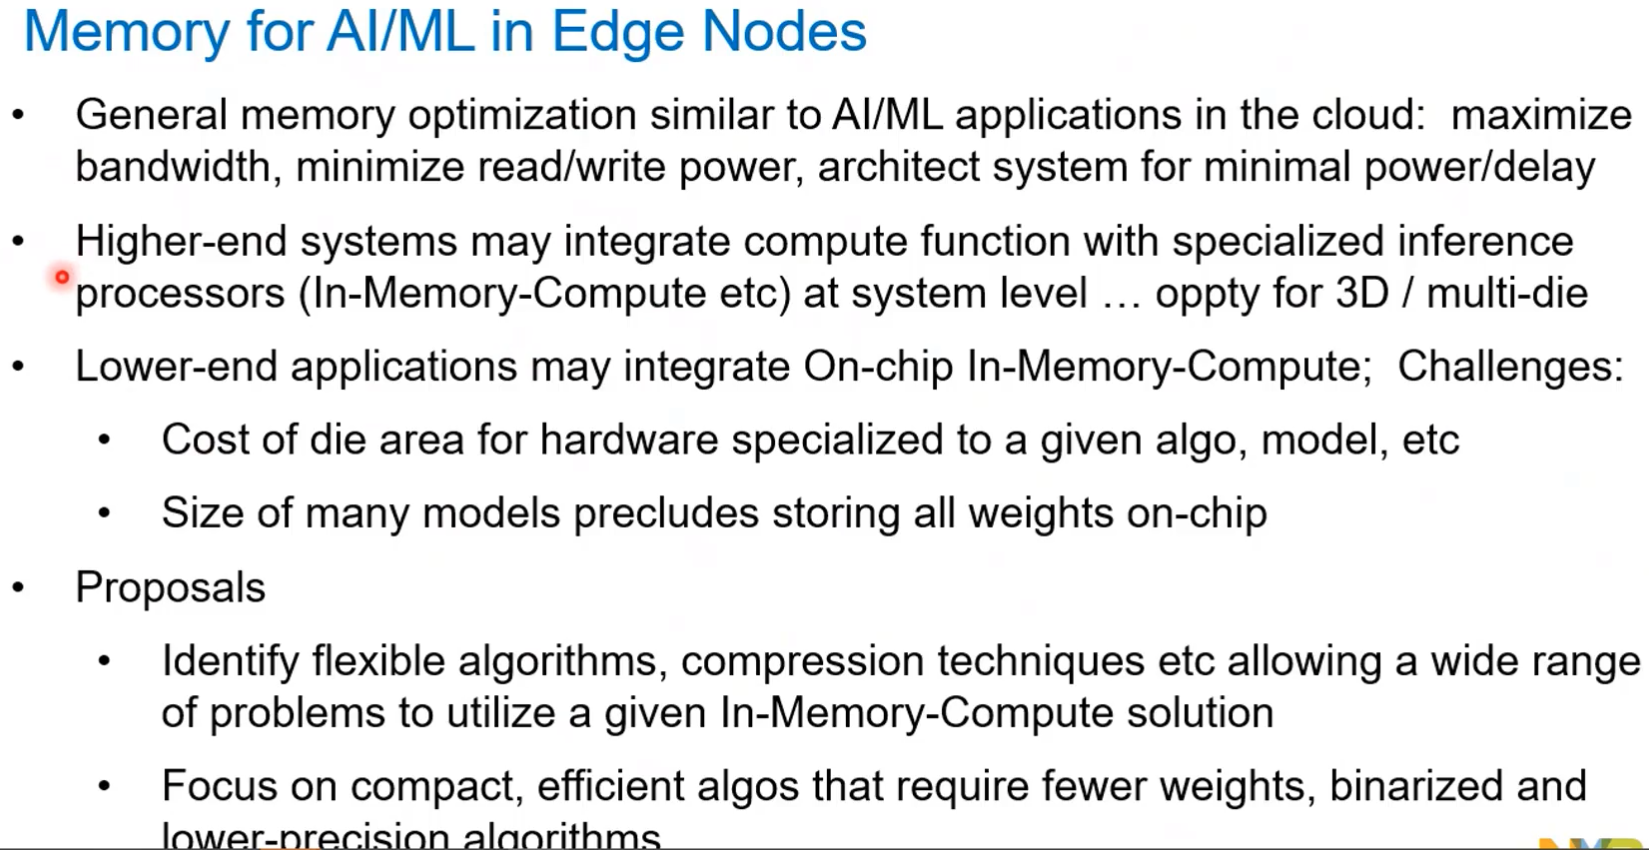 Memory for AI/ML in Edge Nodes
• General memory optimization similar to AI/ML applications in the cloud:  maximize
bandwidth, minimize read/write power, architect system for minimal power/delay
• Higher-end systems may integrate compute function with specialized inference
processors (In-Memory-Compute etc) at system level … oppty for 3D / multi-die
• Lower-end applications may integrate On-chip In-Memory-Compute;  Challenges:
• Cost of die area for hardware specialized to a given algo, model, etc
• Size of many models precludes storing all weights on-chip
• Proposals
• Identify flexible algorithms, compression techniques etc allowing a wide range
of problems to utilize a given In-Memory-Compute solution
• Focus on compact, efficient algos that require fewer weights, binarized and
lower-precision algorithms